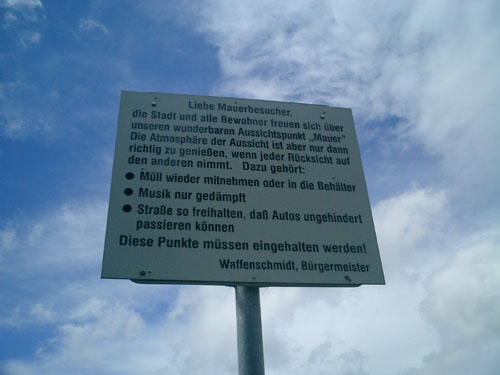 Liebe Mauerbesucher,
die Stadt und alle Bewohner freuen sich über
unseren wunderbaren Aussichtspunkt „Mauer"
Die Atmosphäre der Aussicht ist aber nur dann
richtig zu genießen, wenn jeder Rücksicht auf
den anderen nimmt. Dazu gehört:
● Müll wieder mitnehmen oder in die Behälter
● Musik nur gedämpft
● Straße so freihalten, daß Autos ungehindert
passieren können
Diese Punkte müssen eingehalten werden!
Waffenschmidt, Bürgermeister